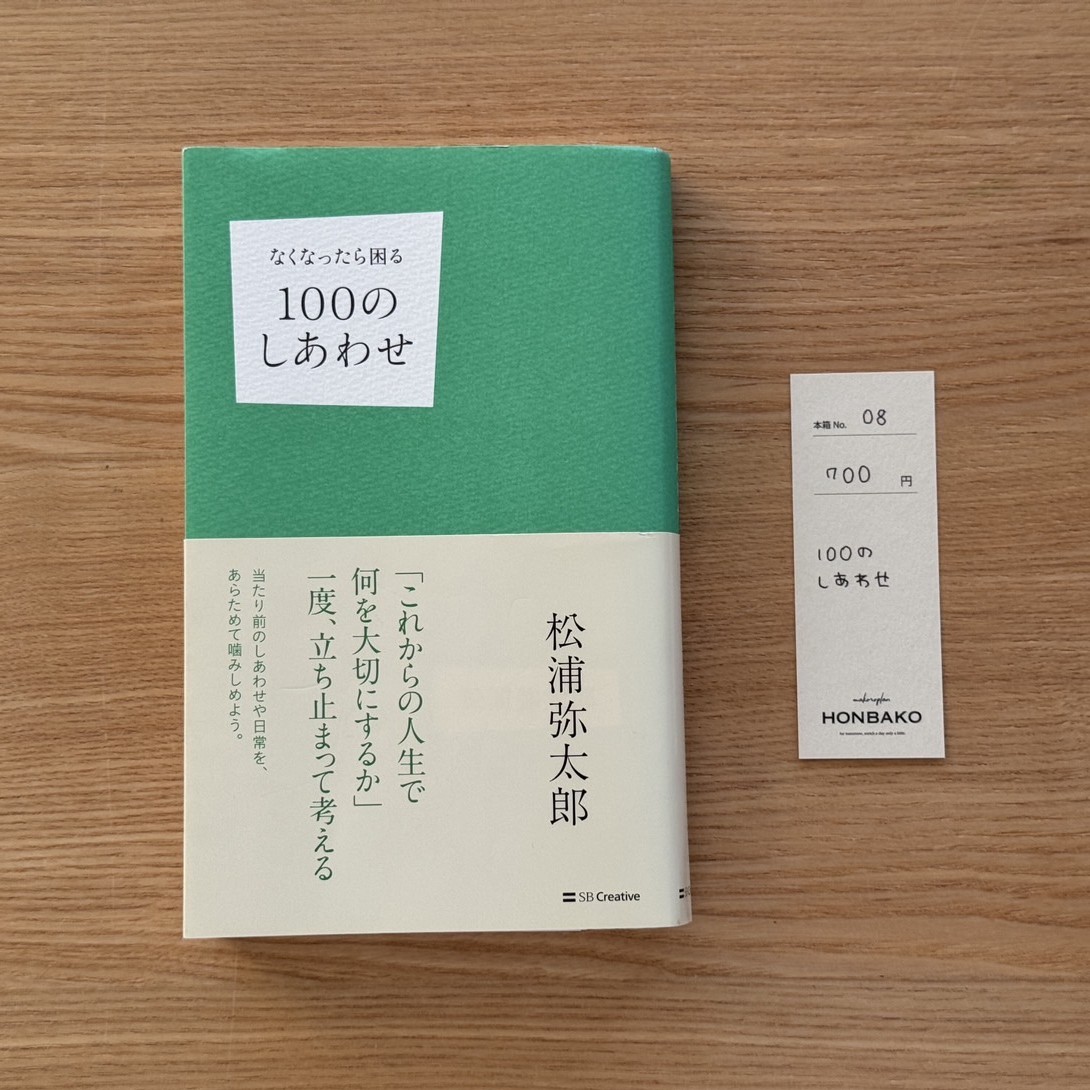 なくなったら困る
100の
しあわせ
松浦弥太郎
「これからの人生で
何を大切にするか」
一度、立ち止まって考える
当たり前のしあわせや日常を、
あらためて噛みしめよう。
SB Creative
本箱 No. 08
700 円
100の
しあわせ
HONBAKO